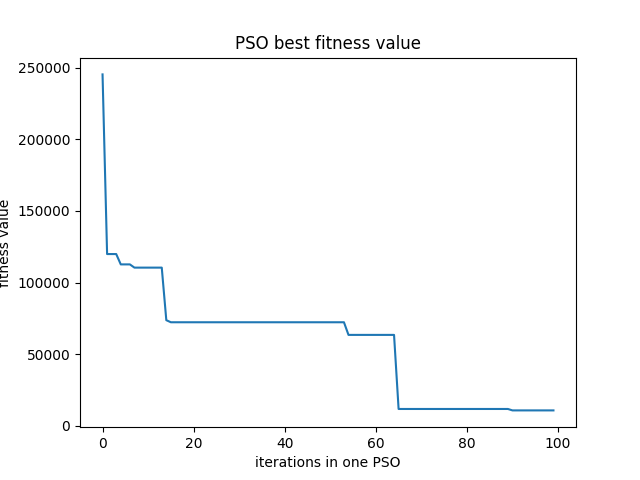 PSO best fitness value
250000
200000
150000
100000
50000
0
fitness value
0 20 40 60 80 100
iterations in one PSO